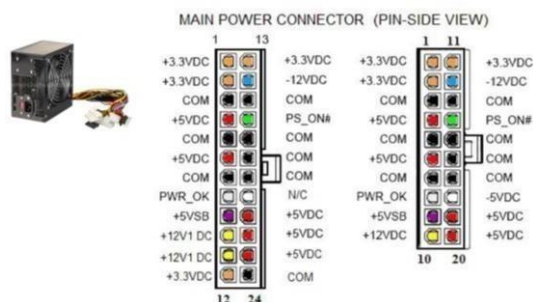 MAIN POWER CONNECTOR (PIN-SIDE VIEW)
1 13
+3.3VDC +3.3VDC
+3.3VDC -12VDC
COM COM
+5VDC PS_ON#
COM COM
+5VDC COM
COM COM
PWR_OK N/C
+5VSB +5VDC
+12V1 DC +5VDC
+12V1 DC +5VDC
+3.3VDC COM
12 24
1 11
+3.3VDC +3.3VDC
+3.3VDC -12VDC
COM COM
+5VDC PS_ON#
COM COM
+5VDC COM
COM COM
PWR_OK -5VDC
+5VSB +5VDC
+12VDC +5VDC
10 20